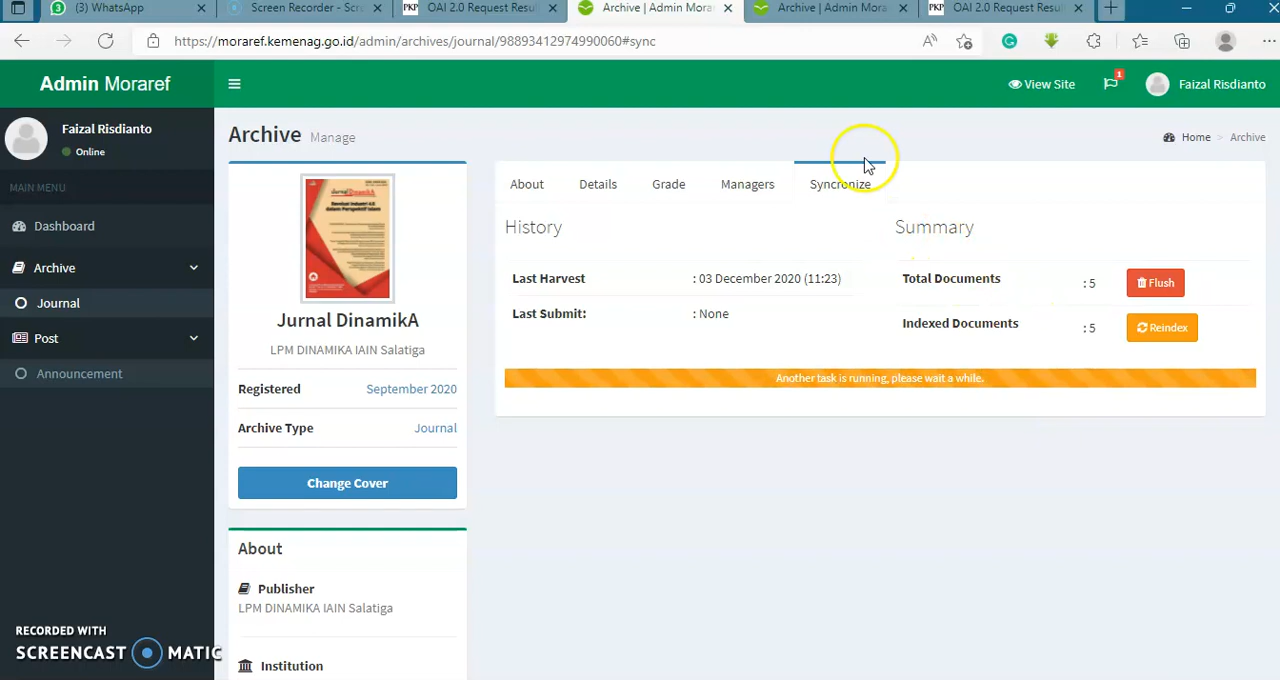 (3) WhatsApp
Screen Recorder - Scr
OAI 2.0 Request Resu
Archive | Admin Mora
Archive | Admin Mora
OAI 2.0 Request Resu
https://moraref.kemenag.go.id/admin/archives/journal/98893412974990060#sync
Admin Moraref
View Site
1
Faizal Risdianto
Faizal Risdianto
Online
MAIN MENU
Dashboard
Archive
Journal
Post
Announcement
Archive Manage
Home > Archive
Jurnal DinamikA
LPM DINAMIKA IAIN Salatiga
Registered September 2020
Archive Type Journal
Change Cover
About
Publisher
LPM DINAMIKA IAIN Salatiga
Institution
About Details Grade Managers Syncronize
History
Last Harvest : 03 December 2020 (11:23)
Last Submit: : None
Summary
Total Documents : 5 Flush
Indexed Documents : 5 Reindex
Another task is running, please wait a while.
RECORDED WITH
SCREENCAST MATIC